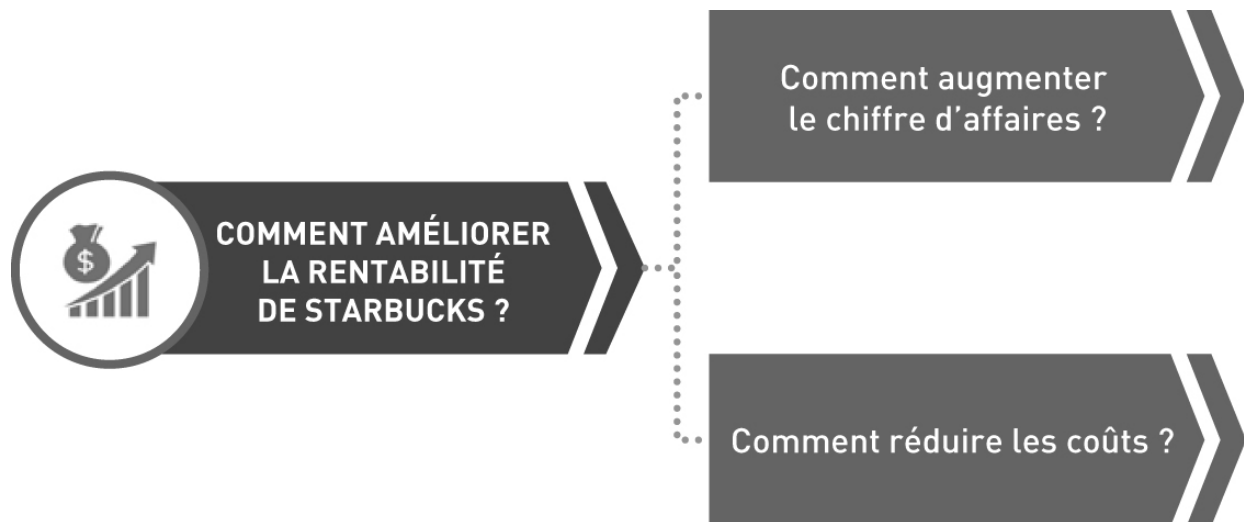 COMMENT AMÉLIORER
LA RENTABILITÉ
DE STARBUCKS ?
Comment augmenter
le chiffre d’affaires ?
Comment réduire les coûts ?
$